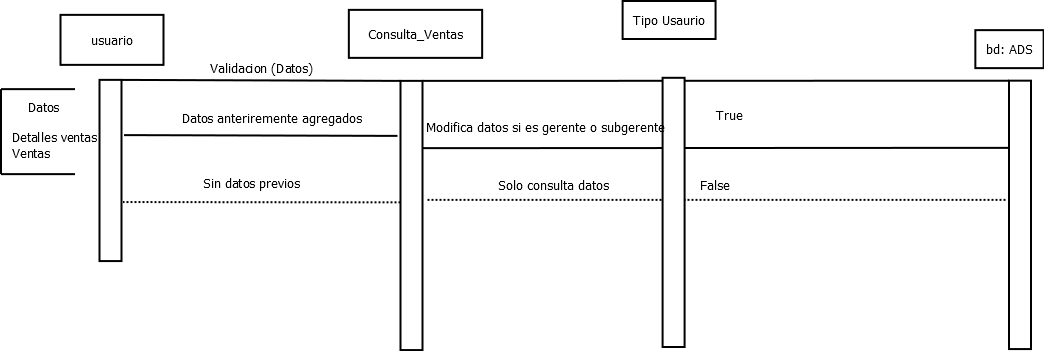 usuario
Consulta_Ventas
Tipo Usaurio
bd: ADS
Validacion (Datos)
Datos
Detalles ventas
Ventas
Datos anteriremente agregados
Modifica datos si es gerente o subgerente
True
Sin datos previos
Solo consulta datos
False